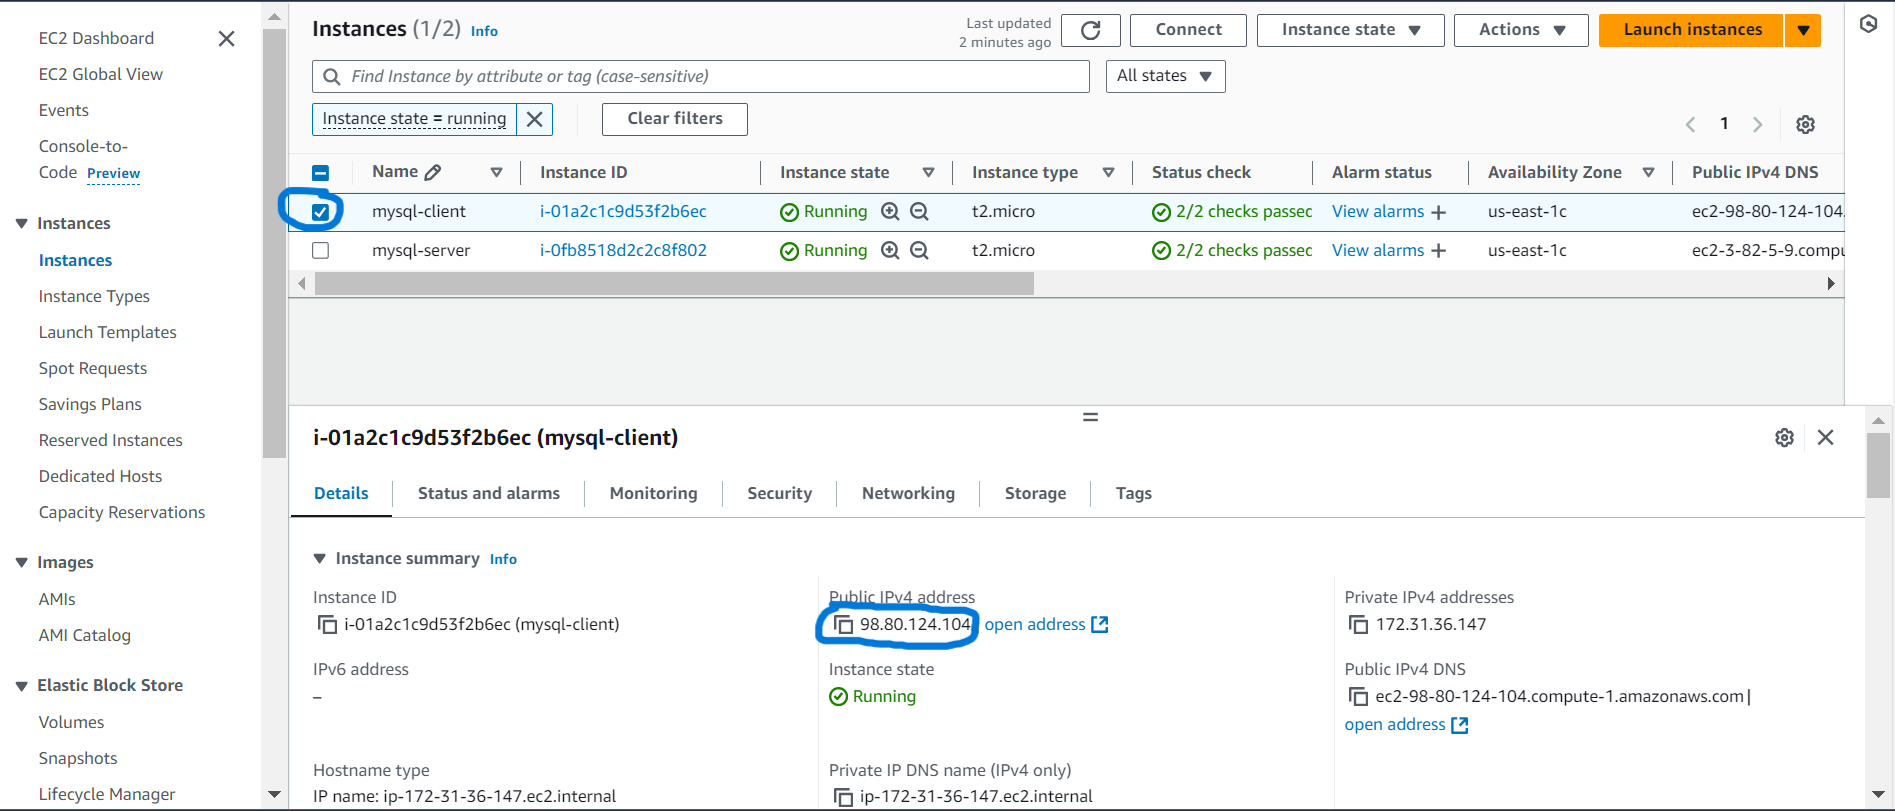 EC2 Dashboard
EC2 Global View
Events
Console-to-
Code Preview
Instances
Instances
Instance Types
Launch Templates
Spot Requests
Savings Plans
Reserved Instances
Dedicated Hosts
Capacity Reservations
Images
AMIs
AMI Catalog
Elastic Block Store
Volumes
Snapshots
Lifecycle Manager
Instances (1/2) Info
Last updated
2 minutes ago
Connect
Instance state
Actions
Launch instances
Find Instance by attribute or tag (case-sensitive)
All states
Instance state = running
Clear filters
1
Name Instance ID Instance state Instance type Status check Alarm status Availability Zone Public IPv4 DNS
mysql-client i-01a2c1c9d53f2b6ec Running t2.micro 2/2 checks passec View alarms + us-east-1c ec2-98-80-124-104.
mysql-server i-0fb8518d2c2c8f802 Running t2.micro 2/2 checks passec View alarms + us-east-1c ec2-3-82-5-9.compu
i-01a2c1c9d53f2b6ec (mysql-client)
Details Status and alarms Monitoring Security Networking Storage Tags
Instance summary Info
Instance ID
i-01a2c1c9d53f2b6ec (mysql-client)
Public IPv4 address
98.80.124.104 open address
Private IPv4 addresses
172.31.36.147
IPv6 address
–
Instance state
Running
Public IPv4 DNS
ec2-98-80-124-104.compute-1.amazonaws.com |
open address
Hostname type
IP name: ip-172-31-36-147.ec2.internal
Private IP DNS name (IPv4 only)
ip-172-31-36-147.ec2.internal